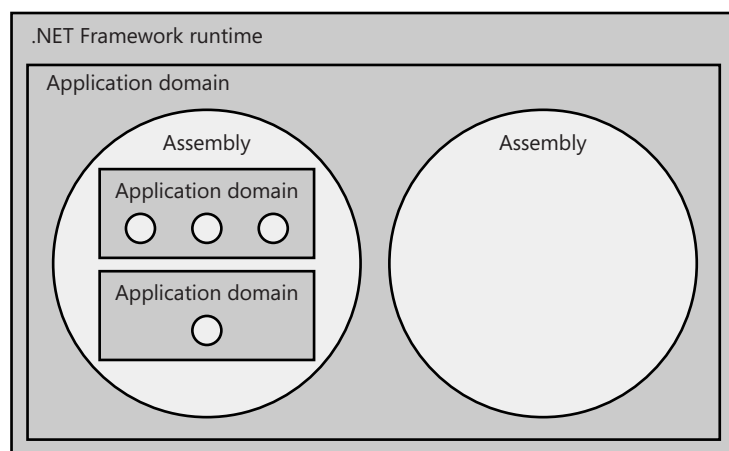 .NET Framework runtime
Application domain
Assembly
Application domain
Application domain
Assembly